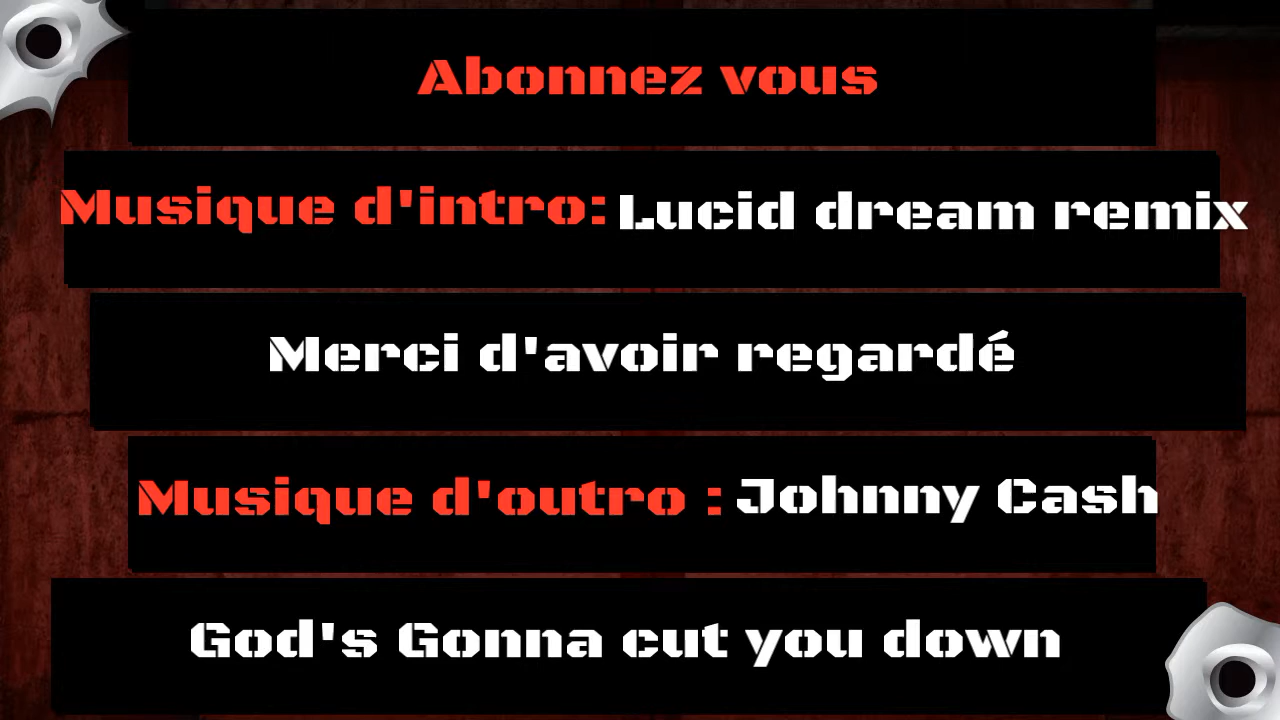 Abonnez vous
Musique d'intro: Lucid dream remix
Merci d'avoir regardé
Musique d'outro : Johnny Cash
God's Gonna cut you down